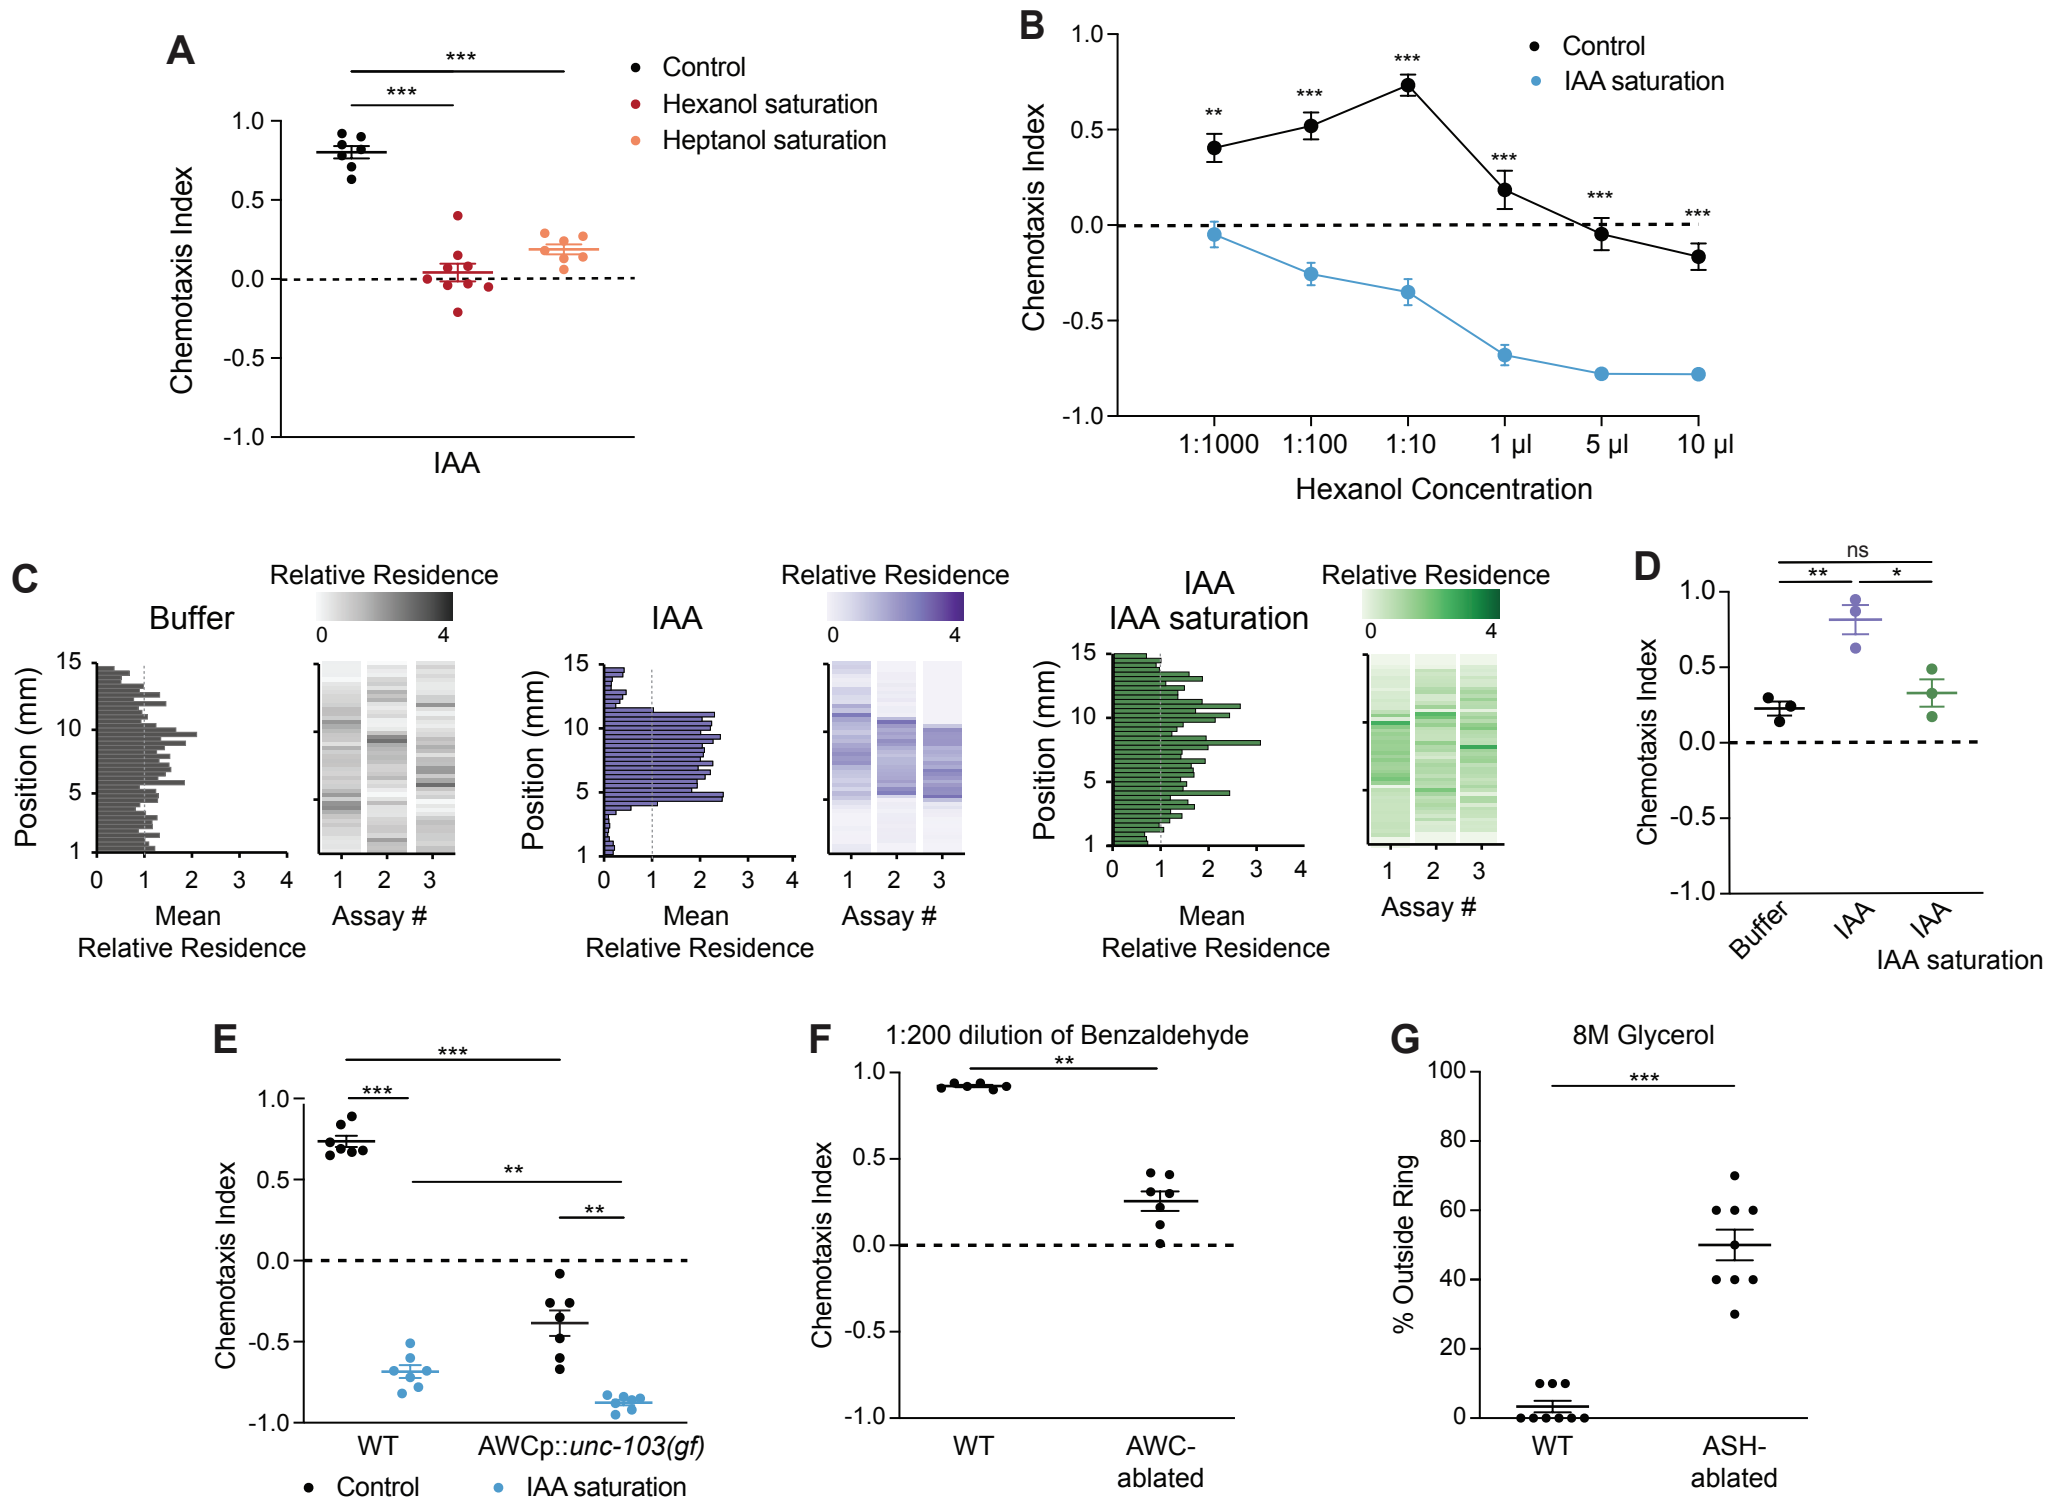 A
***
***
Control
Hexanol saturation
Heptanol saturation
1.0
0.5
0.0
-0.5
-1.0
Chemotaxis Index
IAA
B
Control
IAA saturation
1.0
0.5
0.0
-0.5
-1.0
Chemotaxis Index
**
***
***
***
***
***
1:1000 1:100 1:10 1 µl 5 µl 10 µl
Hexanol Concentration
C
Buffer
Relative Residence
0 4
Position (mm)
15
10
5
1
0 1 2 3 4
Mean
Relative Residence
1 2 3
Assay #
IAA
Relative Residence
0 4
Position (mm)
15
10
5
1
0 1 2 3 4
Mean
Relative Residence
1 2 3
Assay #
IAA
IAA saturation
Relative Residence
0 4
Position (mm)
15
10
5
1
0 1 2 3 4
Mean
Relative Residence
1 2 3
Assay #
D
ns
** *
1.0
0.5
0.0
-0.5
-1.0
Chemotaxis Index
Buffer
IAA
IAA
IAA saturation
E
***
***
**
**
1.0
0.5
0.0
-0.5
-1.0
Chemotaxis Index
WT AWCp::unc-103(gf)
Control IAA saturation
F
1:200 dilution of Benzaldehyde
**
1.0
0.5
0.0
-0.5
-1.0
Chemotaxis Index
WT AWC-
ablated
G
8M Glycerol
***
100
80
60
40
20
0
% Outside Ring
WT ASH-
ablated